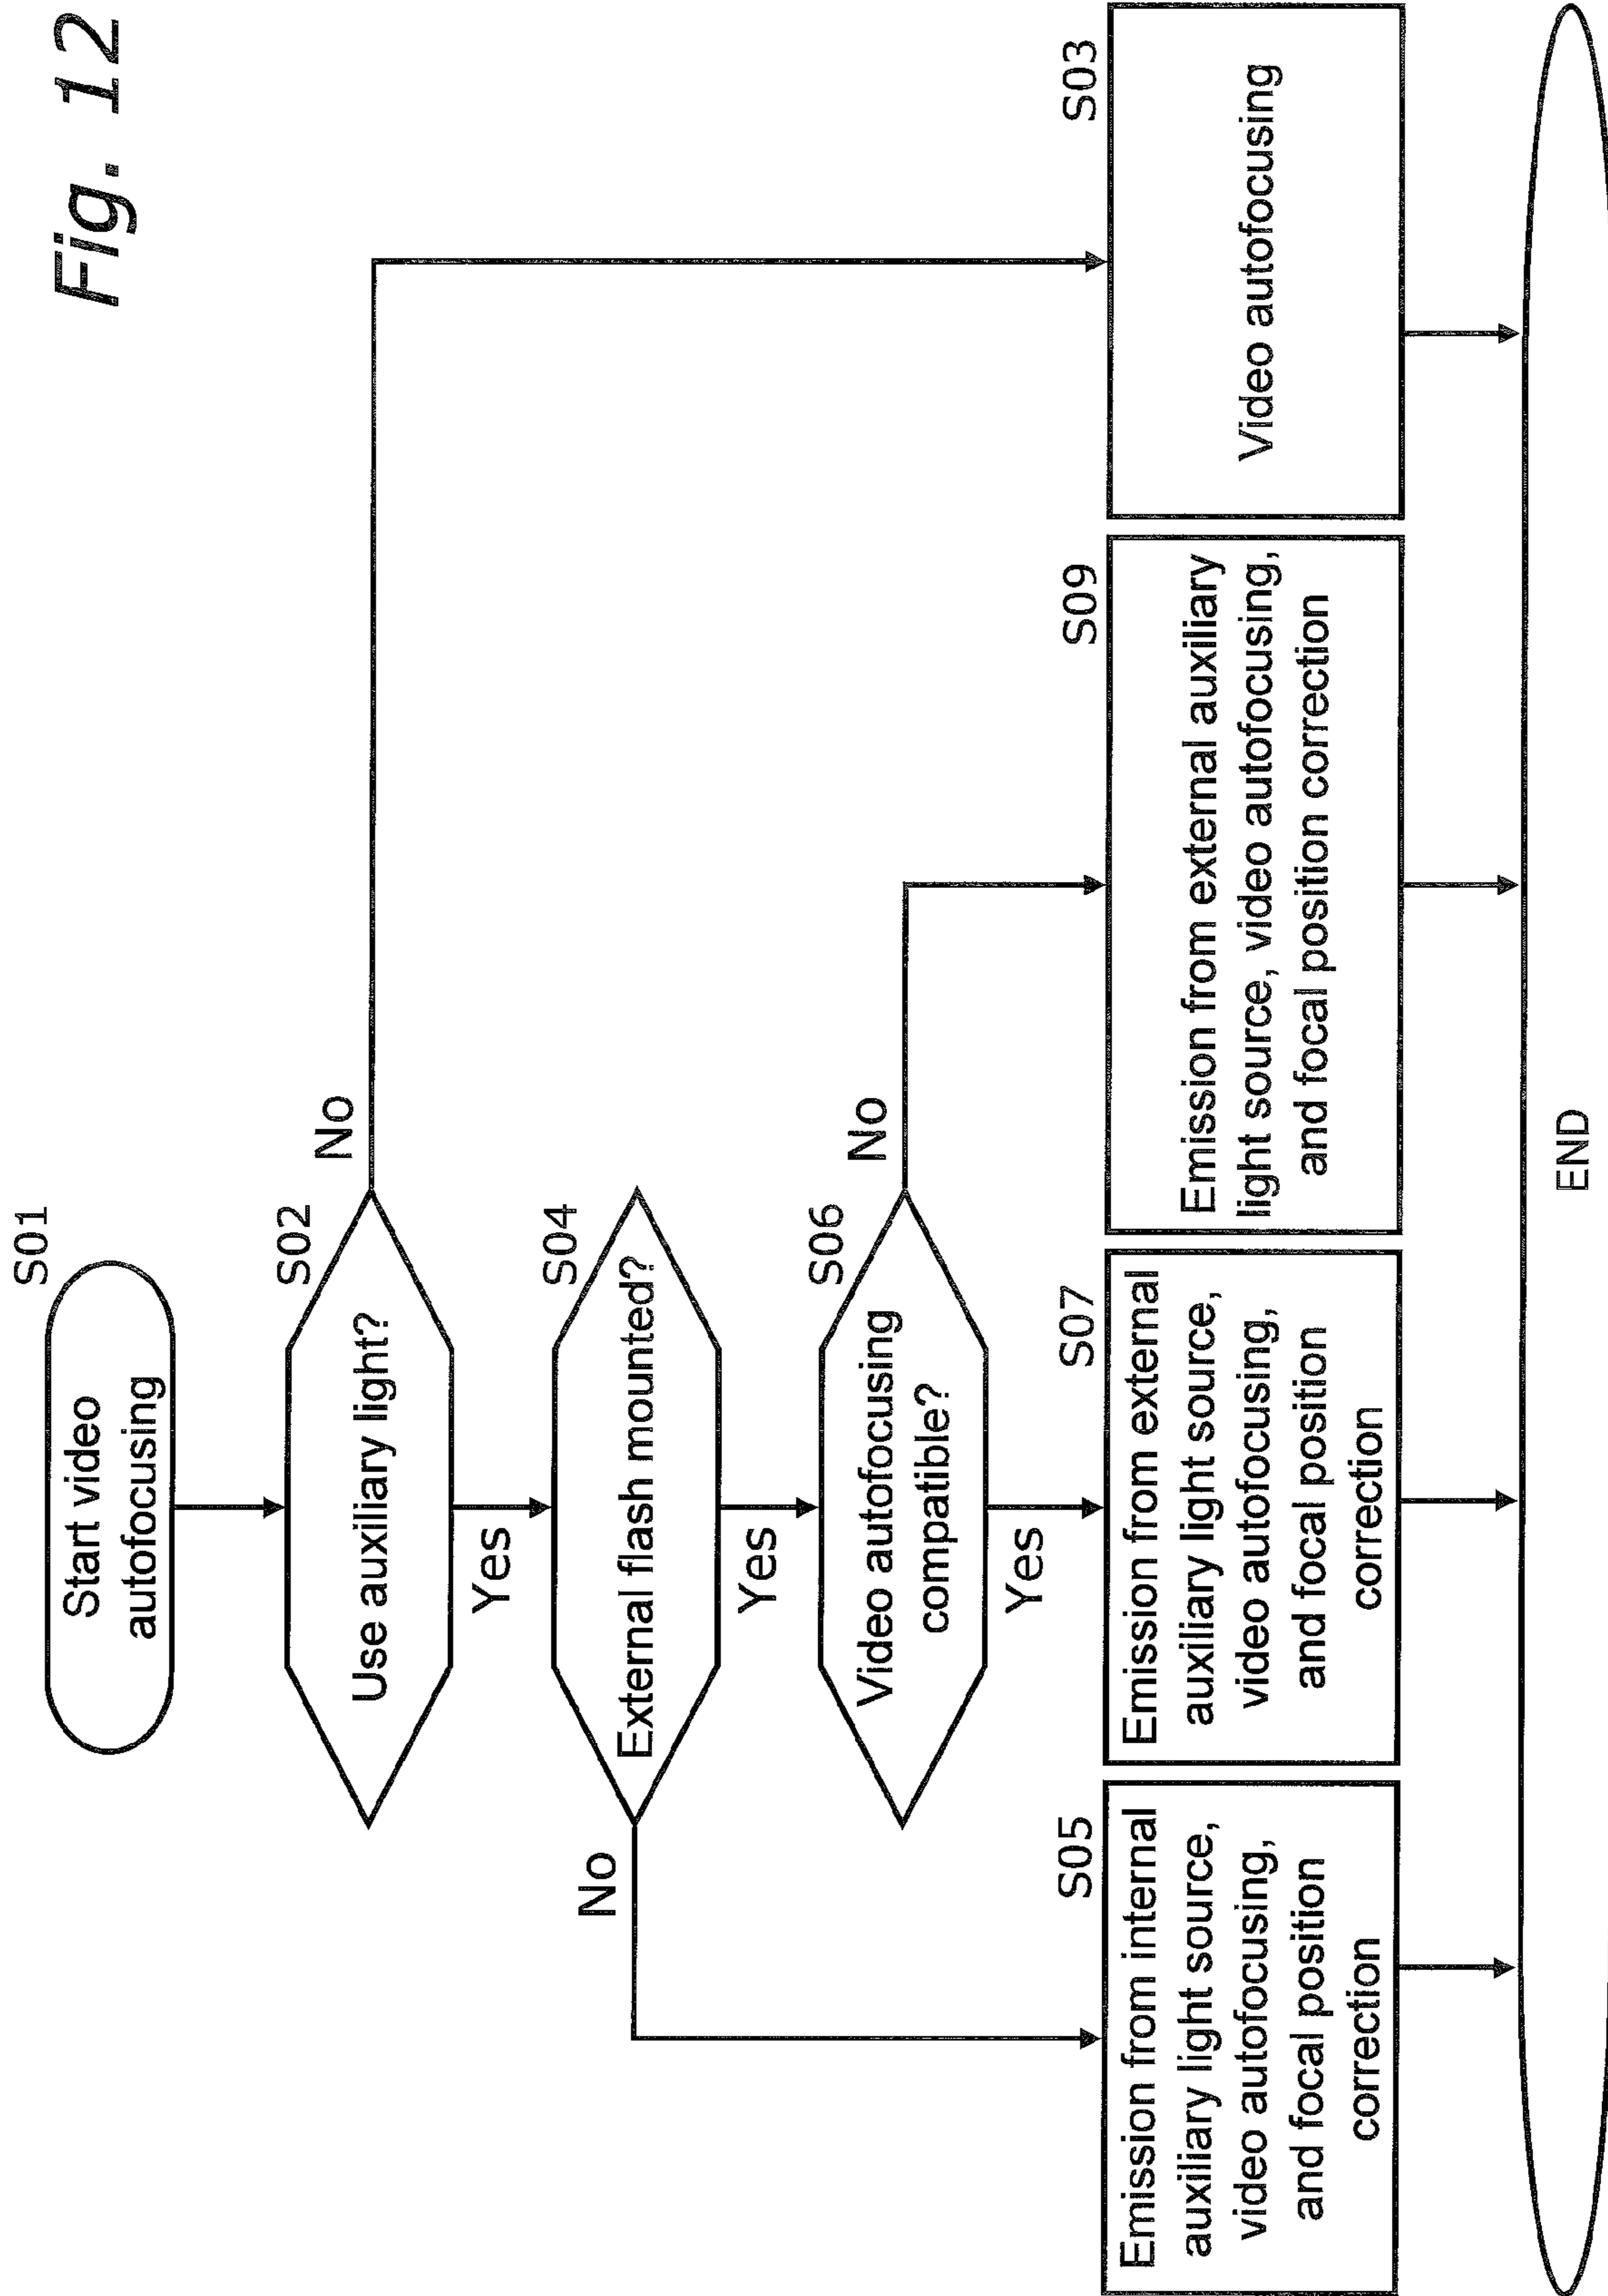 Fig. 12
S01
Start video
autofocusing
S02
Use auxiliary light?
No
Yes
S04
External flash mounted?
No
Yes
S06
Video autofocusing
compatible?
No
Yes
S05
Emission from internal
auxiliary light source,
video autofocusing,
and focal position
correction
S07
Emission from external
auxiliary light source,
video autofocusing,
and focal position
correction
S09
Emission from external auxiliary
light source, video autofocusing,
and focal position correction
S03
Video autofocusing
END